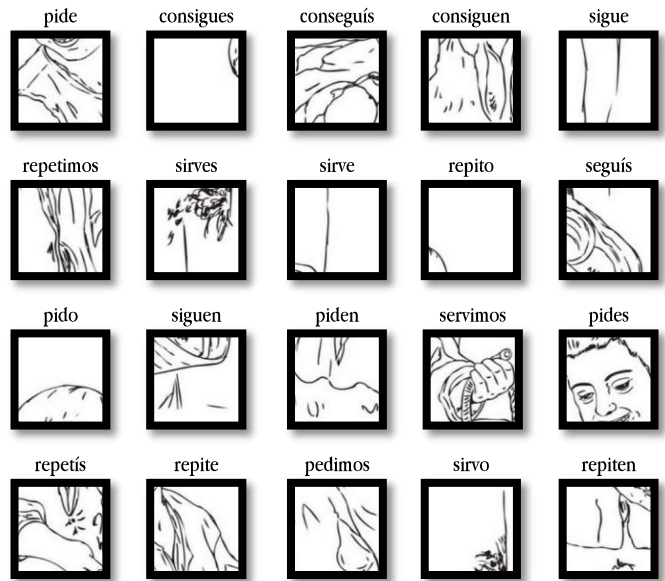 pide consigues conseguís consiguen sigue
repetimos sirves sirve repito seguís
pido siguen piden servimos pides
repetís repite pedimos sirvo repiten